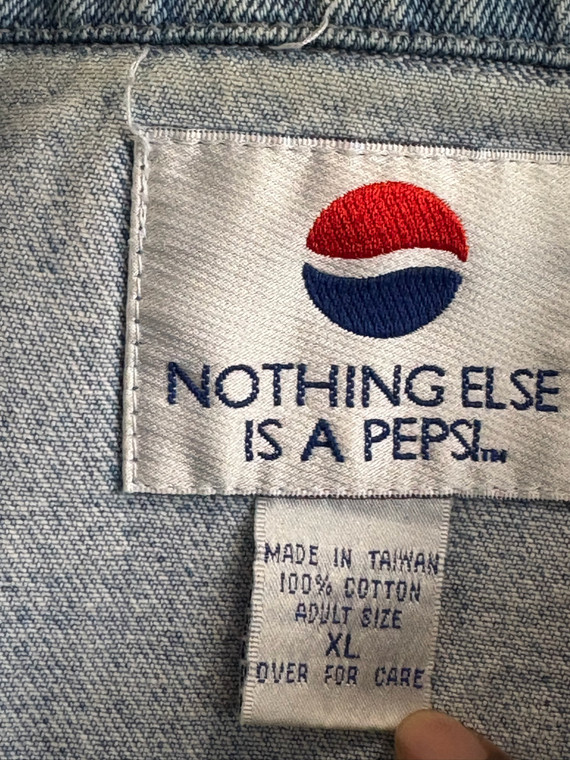 NOTHING ELSE
IS A PEPSI™
MADE IN TAIWAN
100% COTTON
ADULT SIZE
XL
OVER FOR CARE